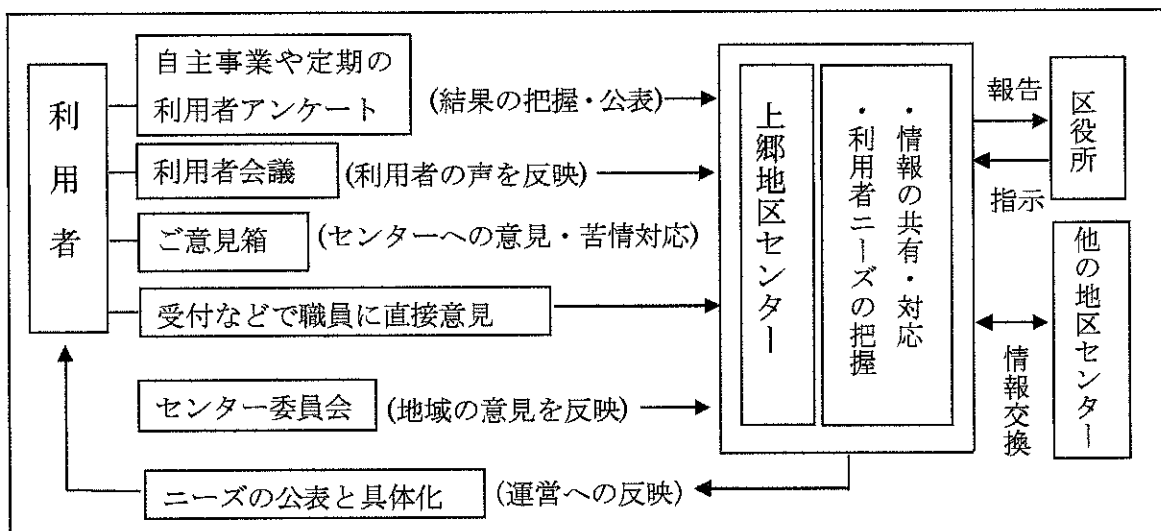 利用者
自主事業や定期の
利用者アンケート
(結果の把握・公表)
利用者会議
(利用者の声を反映)
ご意見箱
(センターへの意見・苦情対応)
受付などで職員に直接意見
センター委員会
(地域の意見を反映)
ニーズの公表と具体化
(運営への反映)
上郷地区センター
・情報の共有・対応
・利用者ニーズの把握
報告
指示
区役所
情報交換
他の地区センター